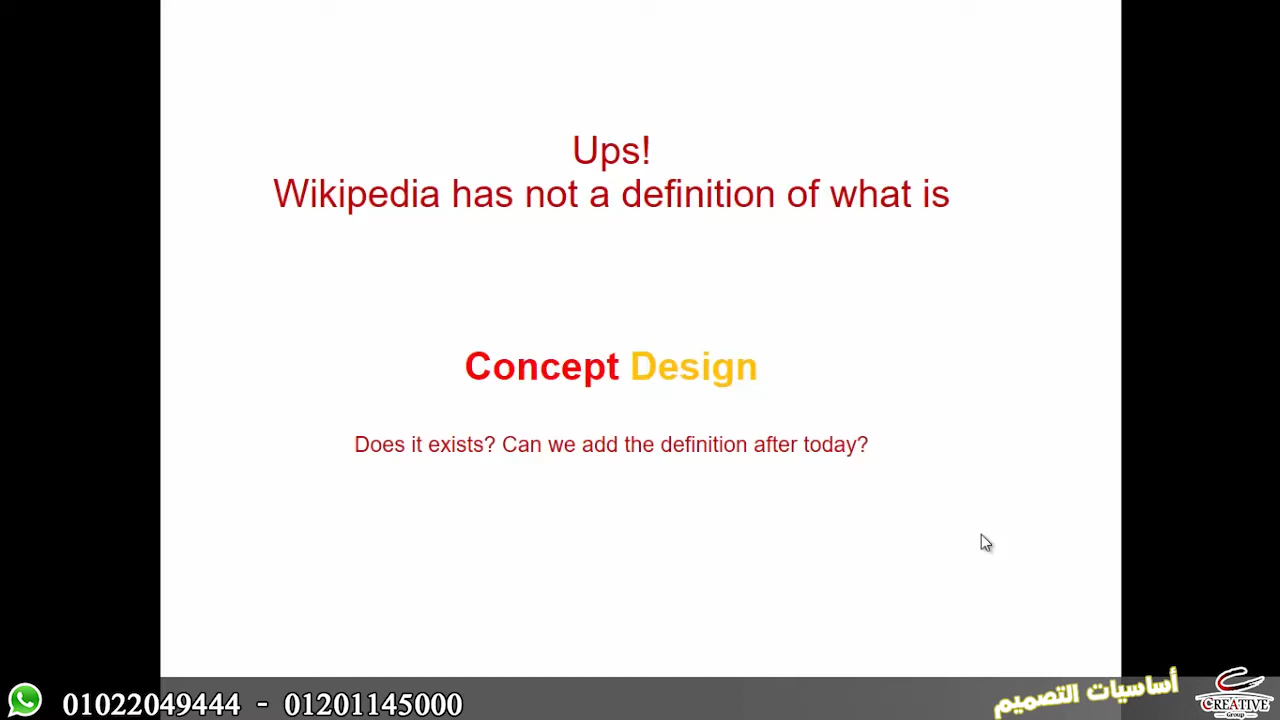 Ups!
Wikipedia has not a definition of what is
Concept Design
Does it exists? Can we add the definition after today?
01022049444 - 01201145000
أساسيات التصميم
CREATIVE
Group